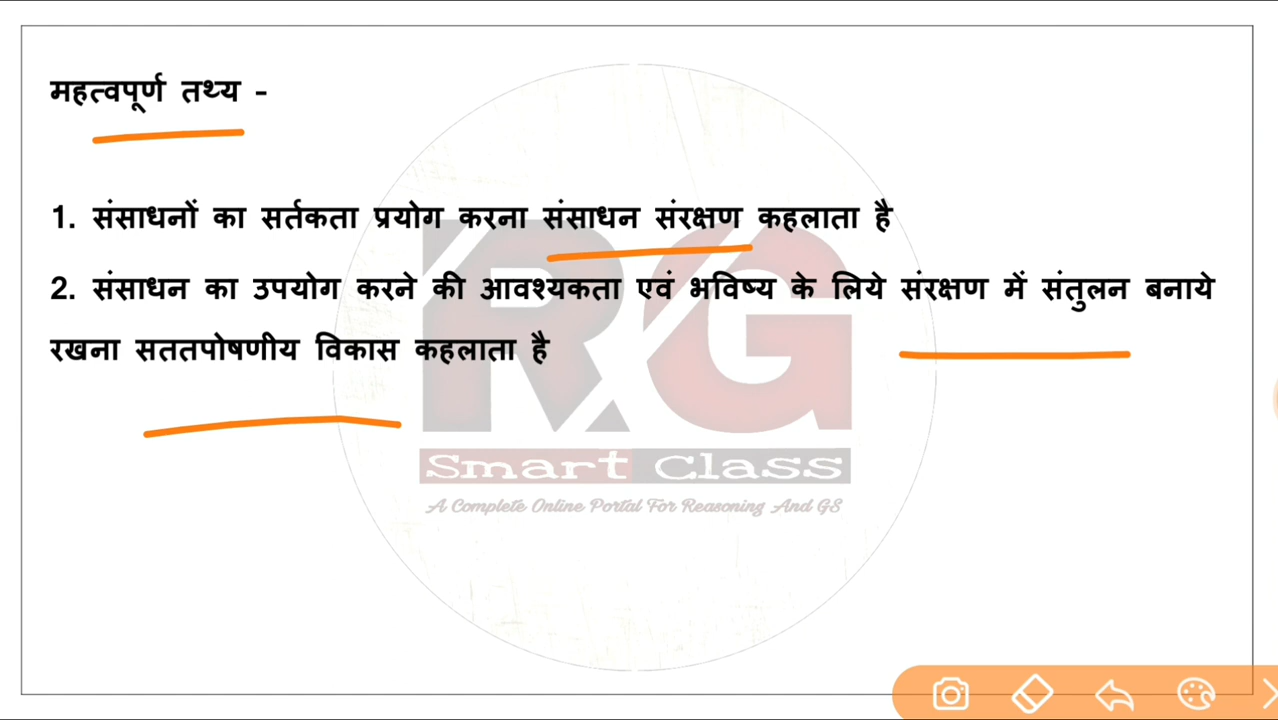 महत्वपूर्ण तथ्य -
1. संसाधनों का सर्तकता प्रयोग करना संसाधन संरक्षण कहलाता है
2. संसाधन का उपयोग करने की आवश्यकता एवं भविष्य के लिये संरक्षण में संतुलन बनाये
रखना सततपोषणीय विकास कहलाता है
RG
Smart Class
A Complete Online Portal For Reasoning And GS